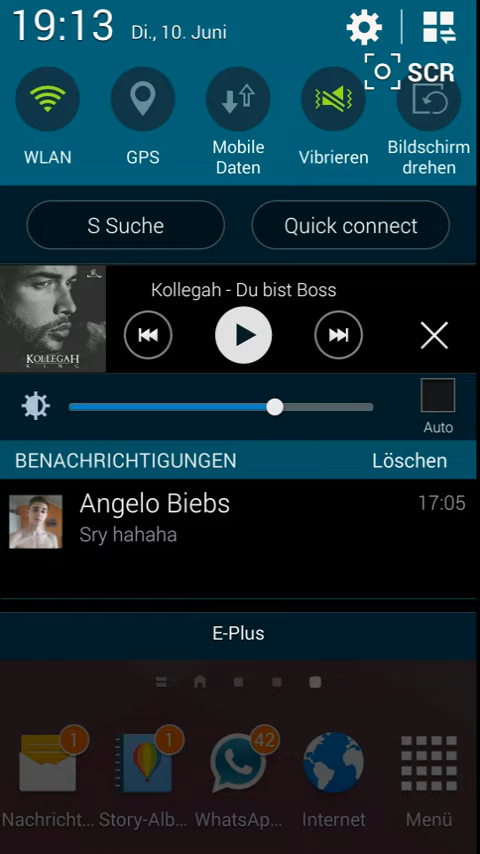 19:13
Di., 10. Juni
SCR
WLAN
GPS
Mobile
Daten
Vibrieren
Bildschirm
drehen
S Suche
Quick connect
Kollegah - Du bist Boss
KOLLEGAH
KING
Auto
BENACHRICHTIGUNGEN
Löschen
Angelo Biebs
17:05
Sry hahaha
E-Plus
1
1
42
Nachricht...
Story-Alb...
WhatsAp...
Internet
Menü